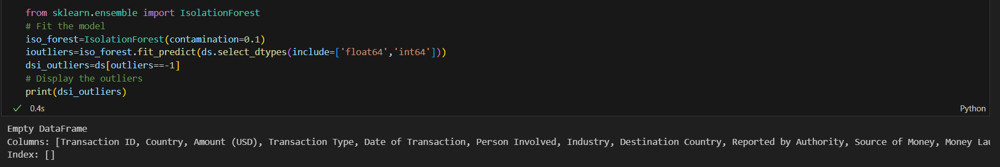 from sklearn.ensemble import IsolationForest
# Fit the model
iso_forest=IsolationForest(contamination=0.1)
ioutliers=iso_forest.fit_predict(ds.select_dtypes(include=['float64','int64']))
dsi_outliers=ds[outliers==-1]
# Display the outliers
print(dsi_outliers)
0.4s
Python
Empty DataFrame
Columns: [Transaction ID, Country, Amount (USD), Transaction Type, Date of Transaction, Person Involved, Industry, Destination Country, Reported by Authority, Source of Money, Money
Index: []